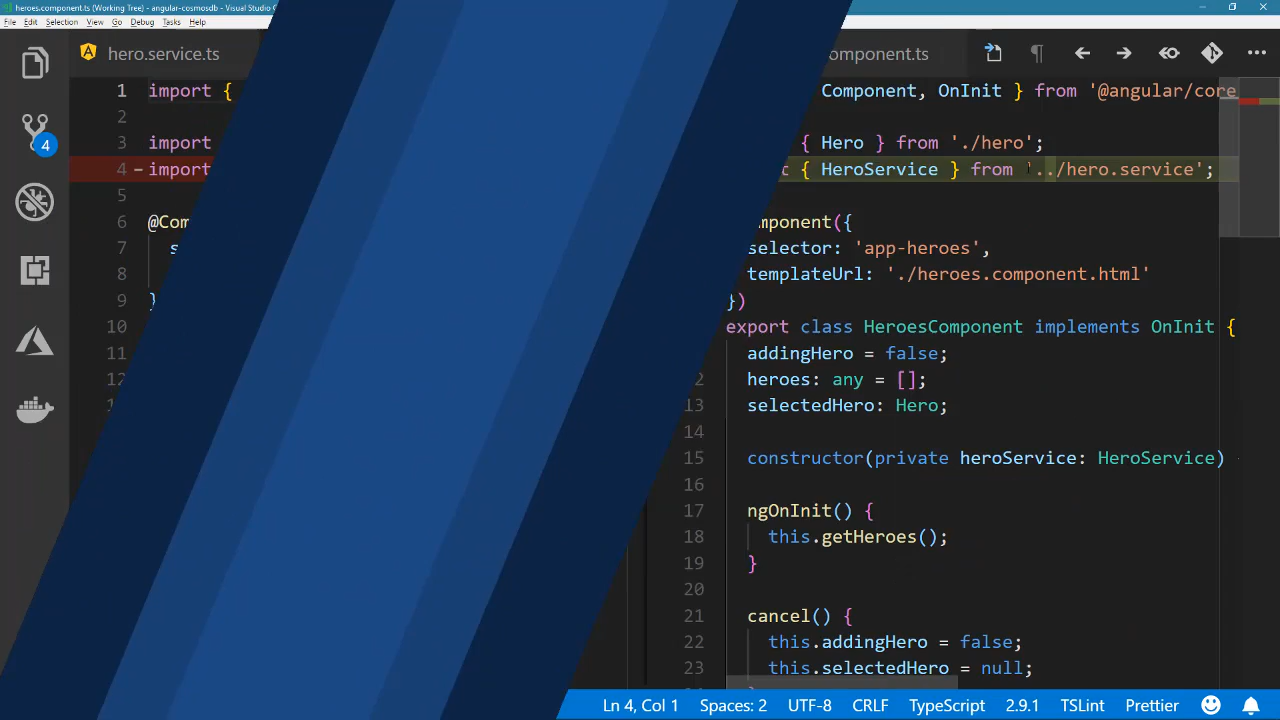 heroes.component.ts (Working Tree) - angular-cosmosdb - Visual Studio C
File Edit Selection View Go Debug Tasks Help
hero.service.ts
component.ts
4
1 import {
2
3 import
4 - import
5
6 @Com
7 s
8
9 }
10
11
12
Component, OnInit } from '@angular/core
{ Hero } from './hero';
t { HeroService } from '../hero.service';
mponent({
selector: 'app-heroes',
templateUrl: './heroes.component.html'
})
export class HeroesComponent implements OnInit {
addingHero = false;
2 heroes: any = [];
13 selectedHero: Hero;
14
15 constructor(private heroService: HeroService)
16
17 ngOnInit() {
18 this.getHeroes();
19 }
20
21 cancel() {
22 this.addingHero = false;
23 this.selectedHero = null;
Ln 4, Col 1 Spaces: 2 UTF-8 CRLF TypeScript 2.9.1 TSLint Prettier